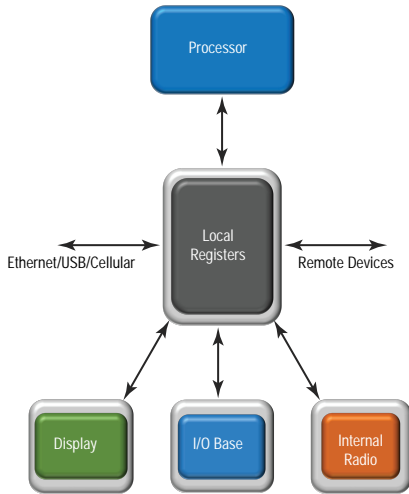 Processor
Local
Registers
Ethernet/USB/Cellular
Remote Devices
Display
I/O Base
Internal
Radio